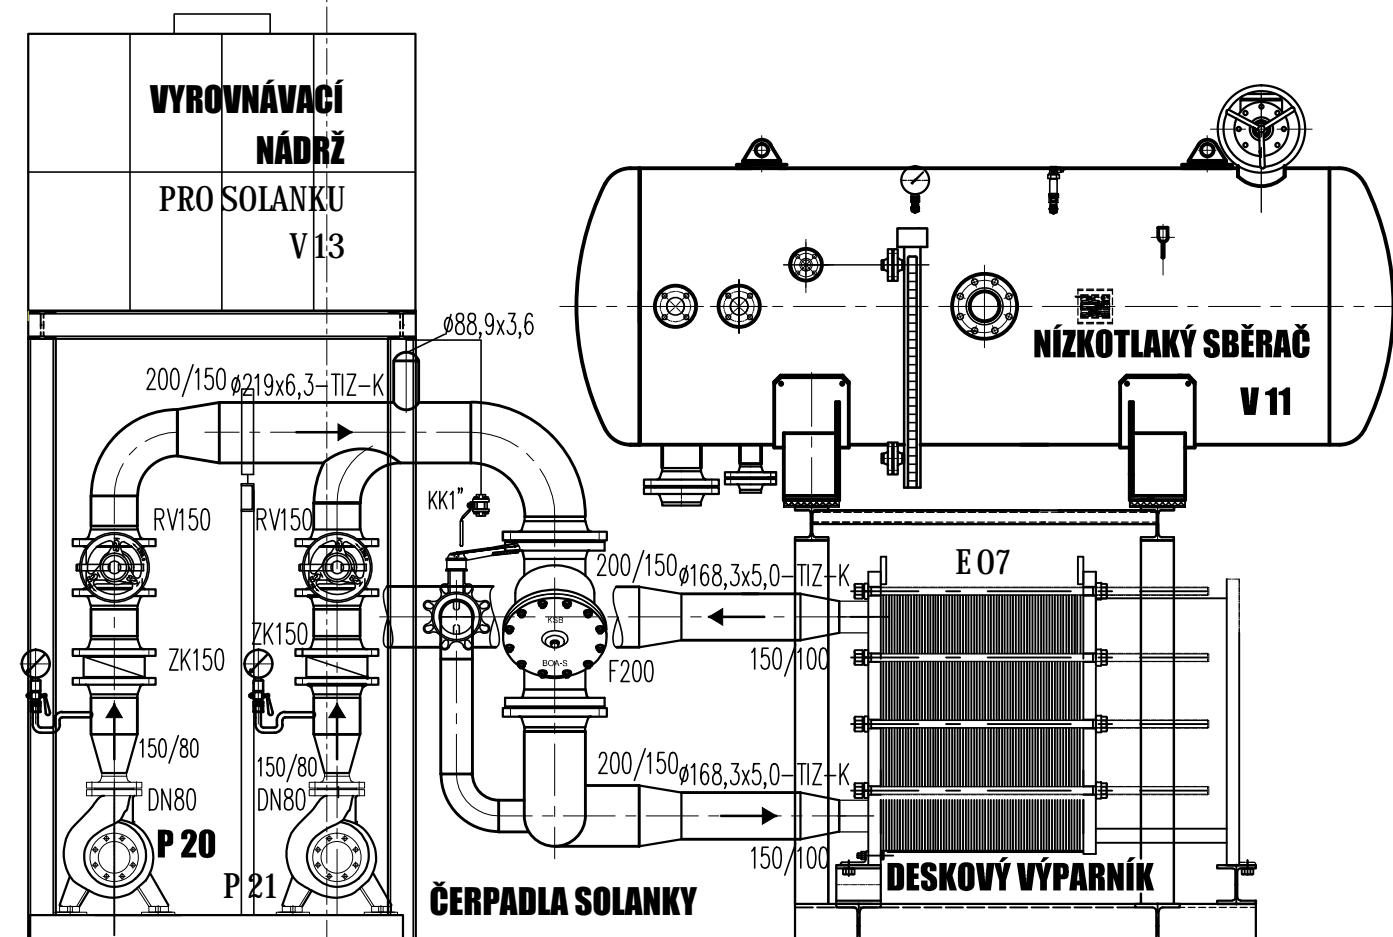 VYROVNÁVACÍ
NÁDRŽ
PRO SOLANKU
V 13
ø88,9x3,6
200/150 ø219x6,3-TIZ-K
NÍZKOTLAKÝ SBĚRAČ
V 11
KK1"
RV150
RV150
E 07
200/150 ø168,3x5,0-TIZ-K
KSB
BOA-S
ZK150
ZK150
F200
150/100
150/80
150/80
200/150 ø168,3x5,0-TIZ-K
DN80
DN80
P 20
150/100
P 21
DESKOVÝ VÝPARNÍK
ČERPADLA SOLANKY